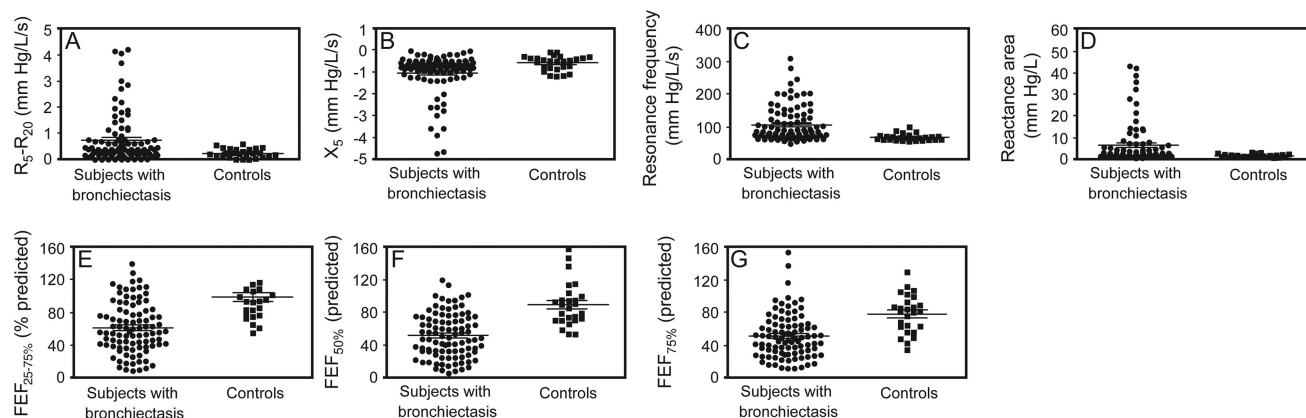 A
R5-R20 (mm Hg/L/s)
5
4
3
2
1
0
Subjects with
bronchiectasis
Controls
B
X5 (mm Hg/L/s)
1
0
-1
-2
-3
-4
-5
Subjects with
bronchiectasis
Controls
C
Resonance frequency
(mm Hg/L/s)
400
300
200
100
0
Subjects with
bronchiectasis
Controls
D
Reactance area
(mm Hg/L)
60
50
40
30
20
10
0
Subjects with
bronchiectasis
Controls
E
FEF25-75% (% predicted)
160
120
80
40
0
Subjects with
bronchiectasis
Controls
F
FEF50% (predicted)
160
120
80
40
0
Subjects with
bronchiectasis
Controls
G
FEF75% (predicted)
160
120
80
40
0
Subjects with
bronchiectasis
Controls